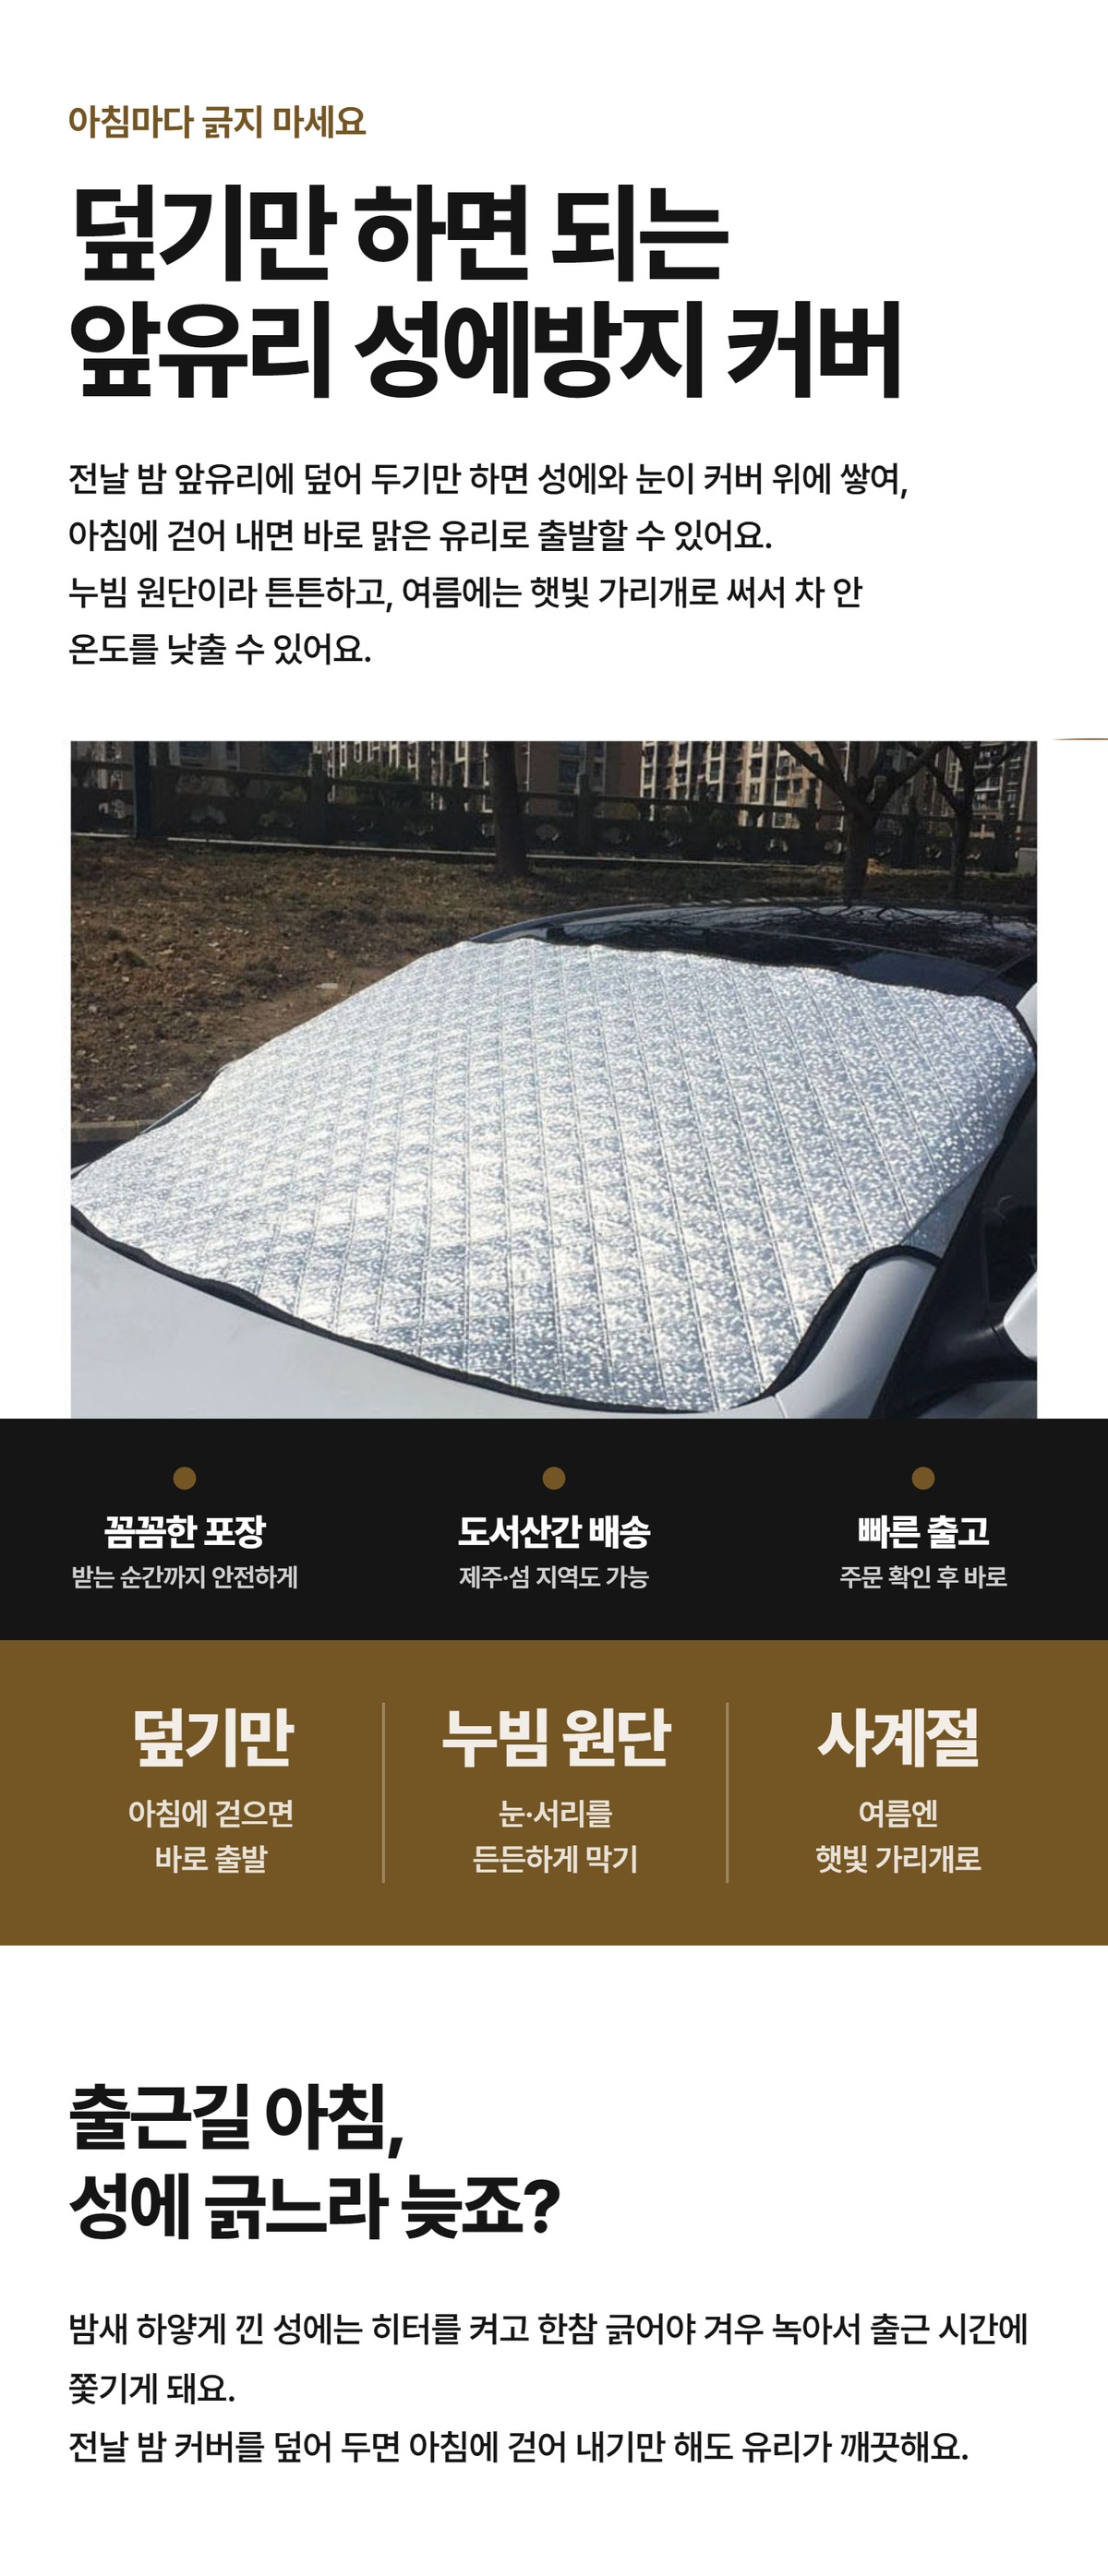 아침마다 긁지 마세요
덮기만 하면 되는
앞유리 성에방지 커버
전날 밤 앞유리에 덮어 두기만 하면 성에와 눈이 커버 위에 쌓여,
아침에 걷어 내면 바로 맑은 유리로 출발할 수 있어요.
누빔 원단이라 튼튼하고, 여름에는 햇빛 가리개로 써서 차 안
온도를 낮출 수 있어요.
꼼꼼한 포장
받는 순간까지 안전하게
도서산간 배송
제주·섬 지역도 가능
빠른 출고
주문 확인 후 바로
덮기만
아침에 걷으면
바로 출발
누빔 원단
눈·서리를
든든하게 막기
사계절
여름엔
햇빛 가리개로
출근길 아침,
성에 긁느라 늦죠?
밤새 하얗게 낀 성에는 히터를 켜고 한참 긁어야 겨우 녹아서 출근 시간에
쫓기게 돼요.
전날 밤 커버를 덮어 두면 아침에 걷어 내기만 해도 유리가 깨끗해요.